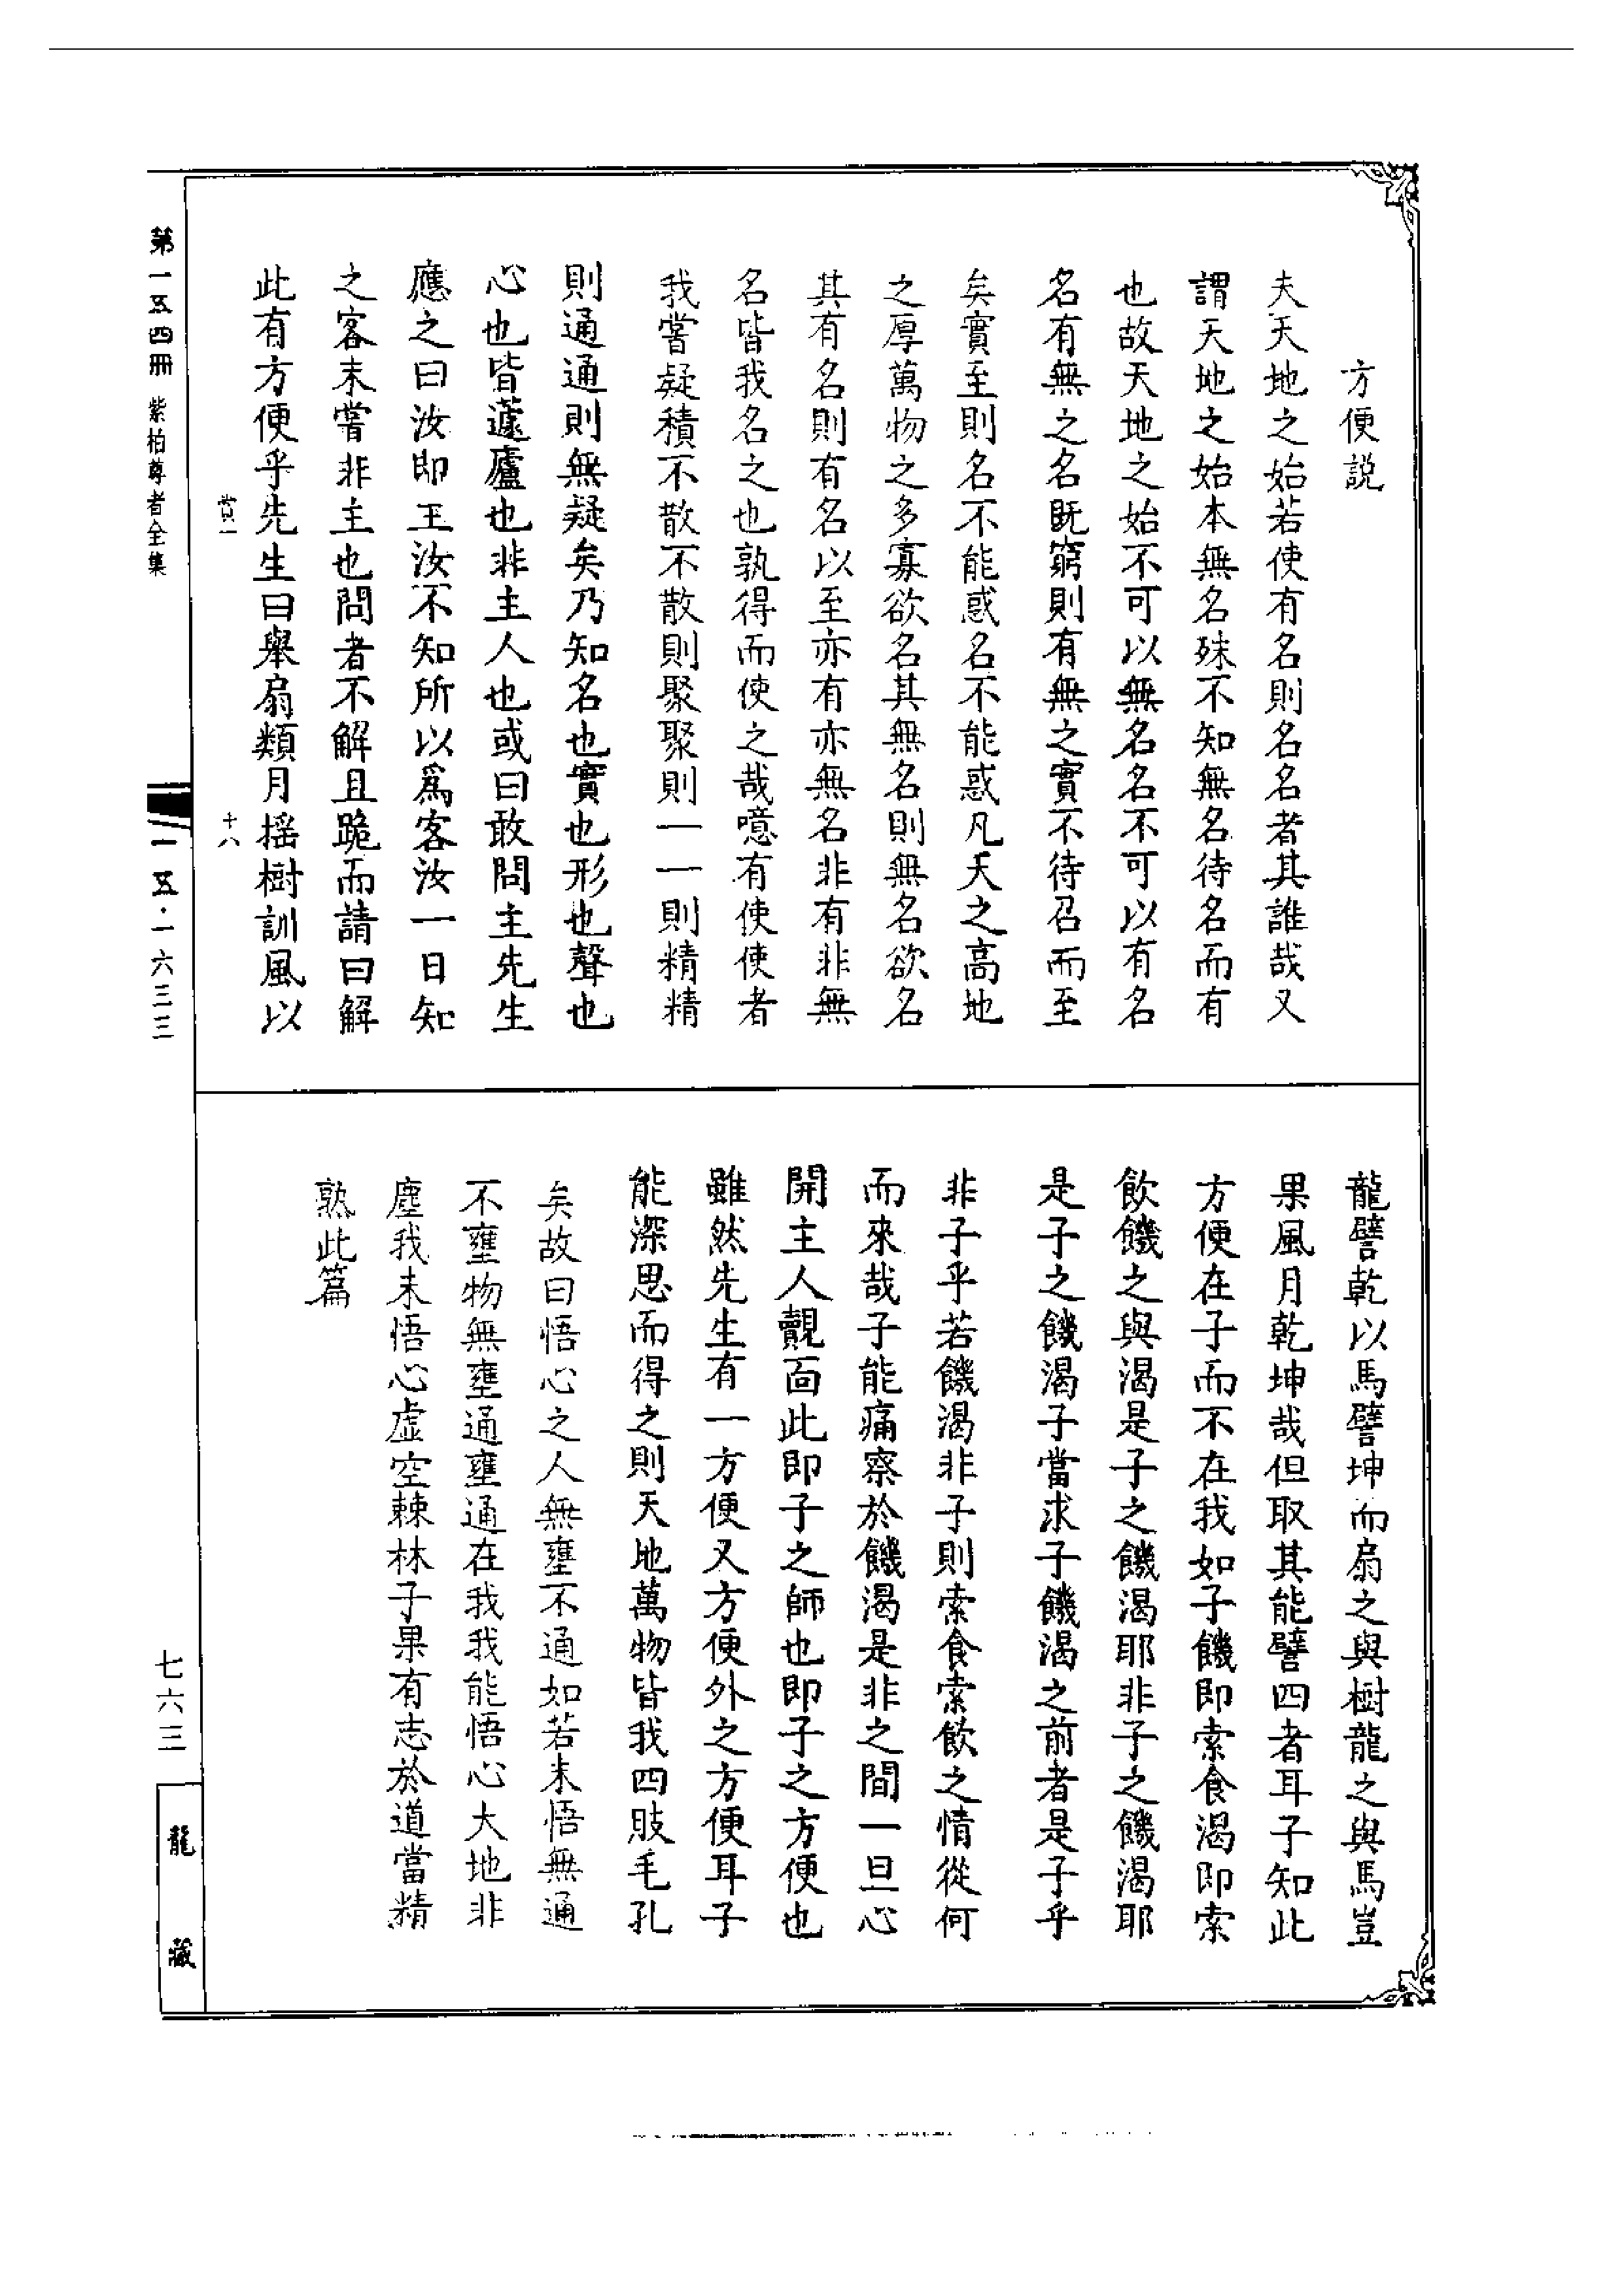 方便説
夫天地之始若使有名則名名者其誰哉又
謂天地之始本無名殊不知無名待名而有
也故天地之始不可以無名名不可以有名
名有無之名既窮則有無之實不待召而至
矣實至則名不能惑名不能惑凡天之高地
之厚萬物之多寡欲名其無名則無名欲名
其有名則有名以至亦有亦無名非有非無
名皆我名之也孰得而使之哉噫有使使者
我嘗疑積不散不散則聚聚則一一則精精
則通通則無疑矣乃知名也實也形也聲也
心也皆蘧廬也非主人也或曰敢問主先生
應之曰汝即王汝不知所以爲客汝一日知
之客未嘗非主也問者不解且跪而請曰解
此有方便乎先生曰舉扇類月搖樹訓風以
龍譬乾以馬譬坤而扇之與樹龍之與馬豈
果風月乾坤哉但取其能譬四者耳子知此
方便在子而不在我如子饑即索食渴即索
飲饑之與渴是子之饑渴耶非子之饑渴耶
是子之饑渴子當求子饑渴之前者是子乎
非子乎若饑渴非子則索食索飲之情從何
而來哉子能痛察於饑渴是非之間一旦心
開主人覿面此即子之師也即子之方便也
雖然先生有一方便又方便外之方便耳子
能深思而得之則天地萬物皆我四肢毛孔
矣故曰悟心之人無壅不通如若未悟無通
不壅物無壅通壅通在我我能悟心大地非
塵我未悟心虛空棘林子果有志於道當精
熟此篇
賞一
十八
第一五四冊 紫柏尊者全集
一五·一六三三
七六三
龍藏